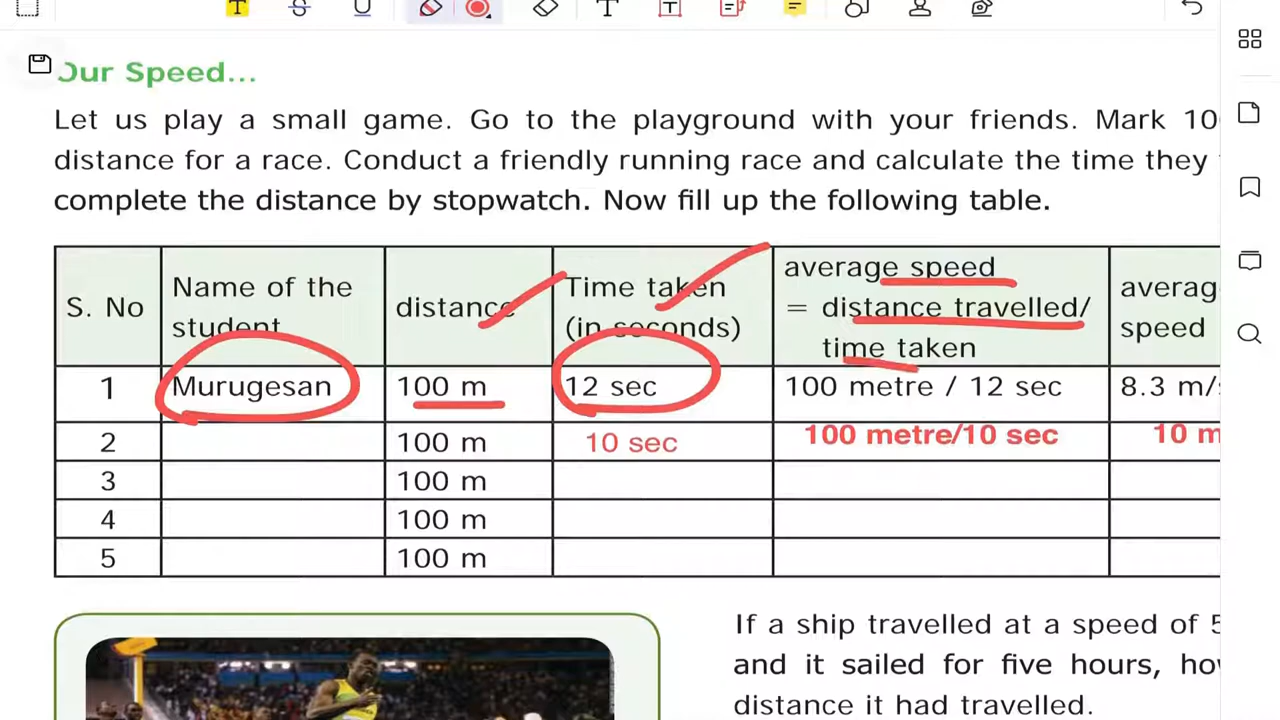 Our Speed...
Let us play a small game. Go to the playground with your friends. Mark 10
distance for a race. Conduct a friendly running race and calculate the time they
complete the distance by stopwatch. Now fill up the following table.
S. No
Name of the
student
distance
Time taken
(in seconds)
average speed
= distance travelled/
time taken
averag
speed
1 Murugesan 100 m 12 sec 100 metre / 12 sec 8.3 m/s
2 100 m 10 sec 100 metre/10 sec 10 m
3 100 m
4 100 m
5 100 m
If a ship travelled at a speed of 5
and it sailed for five hours, how
distance it had travelled.